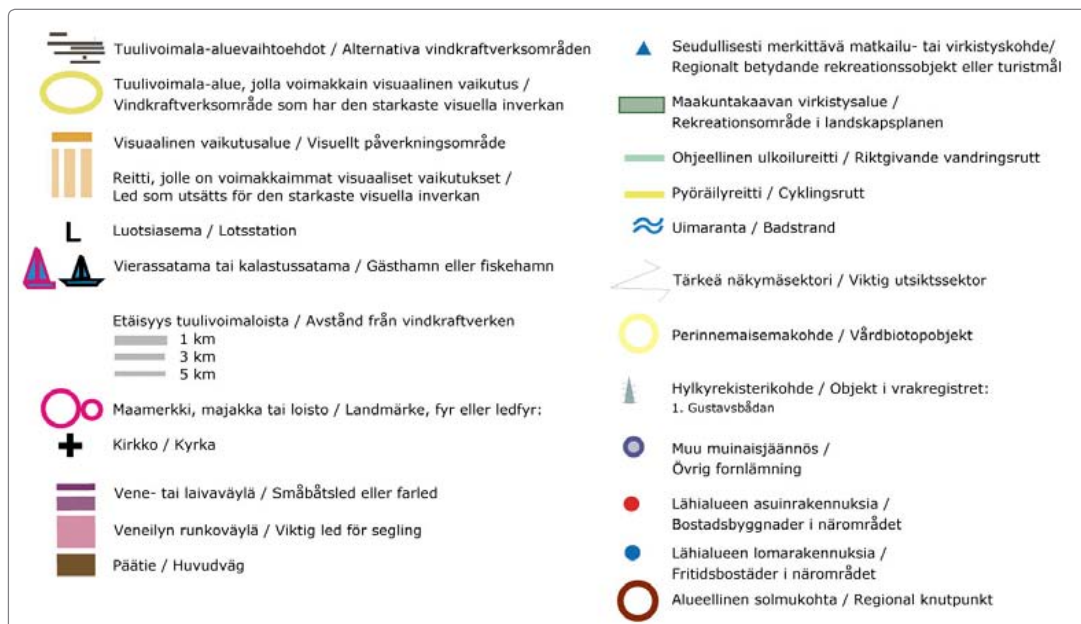 Tuulivoimala-aluevaihtoehdot / Alternativa vindkraftverksområden
Tuulivoimala-alue, jolla voimakkain visuaalinen vaikutus /
Vindkraftverksområde som har den starkaste visuella inverkan
Visuaalinen vaikutusalue / Visuellt påverkningsområde
Reitti, jolle on voimakkaimmat visuaaliset vaikutukset /
Led som utsätts för den starkaste visuella inverkan
L Luotsiasema / Lotsstation
Vierassatama tai kalastussatama / Gästhamn eller fiskehamn
Etäisyys tuulivoimaloista / Avstånd från vindkraftverken
1 km
3 km
5 km
Maamerkki, majakka tai loisto / Landmärke, fyr eller ledfyr:
Kirkko / Kyrka
Vene- tai laivaväylä / Småbåtsled eller farled
Veneilyn runkoväylä / Viktig led för segling
Päätie / Huvudväg
Seudullisesti merkittävä matkailu- tai virkistyskohde/
Regionalt betydande rekreationssobjekt eller turistmål
Maakuntakaavan virkistysalue /
Rekreationsområde i landskapsplanen
Ohjeellinen ulkoilureitti / Riktgivande vandringsrutt
Pyöräilyreitti / Cyklingsrutt
Uimaranta / Badstrand
Tärkeä näkymäsektori / Viktig utsiktssektor
Perinnemaisemakohde / Vårdbiotopobjekt
Hylkyrekisterikohde / Objekt i vrakregistret:
1. Gustavsbådan
Muu muinaisjäännös /
Övrig fornlämning
Lähialueen asuinrakennuksia /
Bostadsbyggnader i närområdet
Lähialueen lomarakennuksia /
Fritidsbostäder i närområdet
Alueellinen solmukohta / Regional knutpunkt